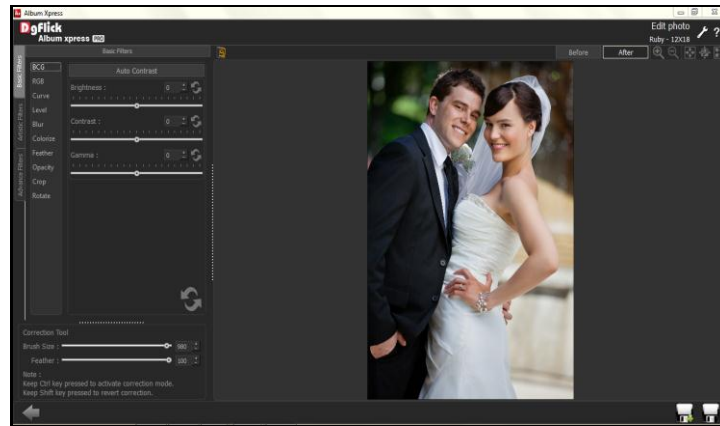 Album Xpress
DgFlick
Album xpress PRO
Edit photo
Ruby - 12X18
?
Basic Filters
Artistic Filters
Advance Filters
Basic Filters
Before
After
BCG
RGB
Curve
Level
Blur
Colorize
Feather
Opacity
Crop
Rotate
Auto Contrast
Brightness :
0
Contrast :
0
Gamma :
0
Correction Tool
Brush Size :
980
Feather :
100
Note :
Keep Ctrl key pressed to activate correction mode.
Keep Shift key pressed to revert correction.